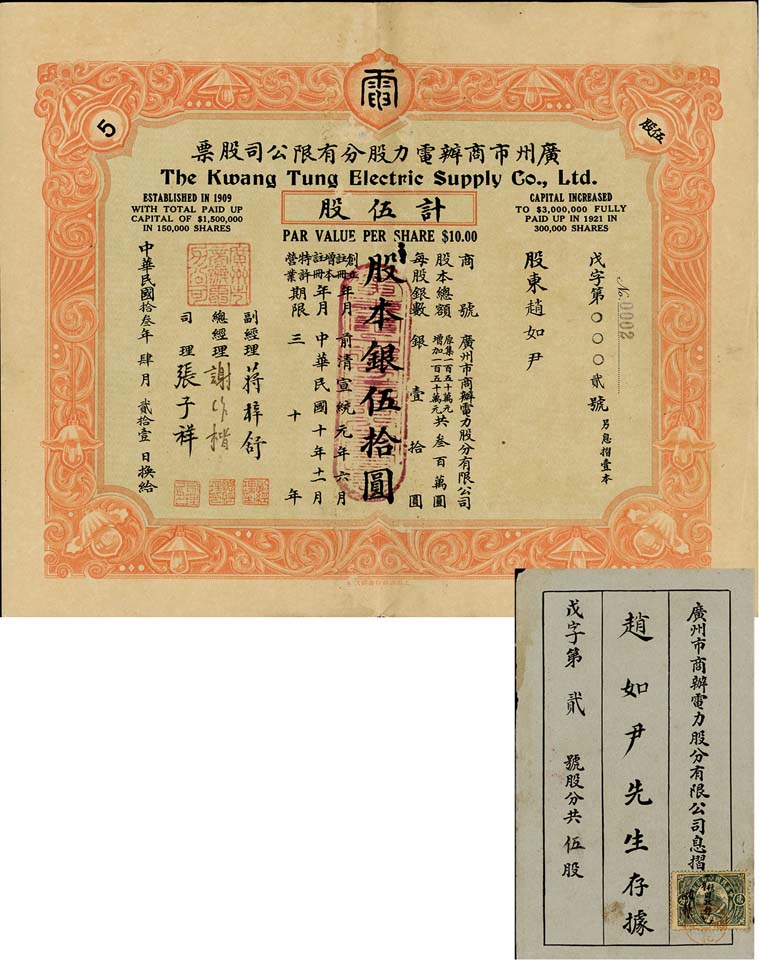 電
5
伍股
廣州市商辦電力股分有限公司股票
The Kwang Tung Electric Supply Co., Ltd.
ESTABLISHED IN 1909
WITH TOTAL PAID UP
CAPITAL OF $1,500,000
IN 150,000 SHARES
計伍股
PAR VALUE PER SHARE $10.00
CAPITAL INCREASED
TO $3,000,000 FULLY
PAID UP IN 1921 IN
300,000 SHARES
No. 0002
戊字第〇〇〇貳號 另息摺壹本
股東趙如尹
商號 廣州市商辦電力股分有限公司
股本總額 原集一百五十萬元 增加一百五十萬元 共叁百萬圓
每股銀數 銀壹拾圓
股本銀伍拾圓
創立註冊年月 前清宣統元年六月
增本註冊年月 中華民國十年十二月
特許營業期限 三十年
副經理 蔣梓舒
總經理 謝作楷
司理 張子祥
中華民國拾叁年肆月貳拾壹日換給
廣州市商辦電力股分有限公司息摺
趙如尹先生存據
戊字第貳號股分共伍股